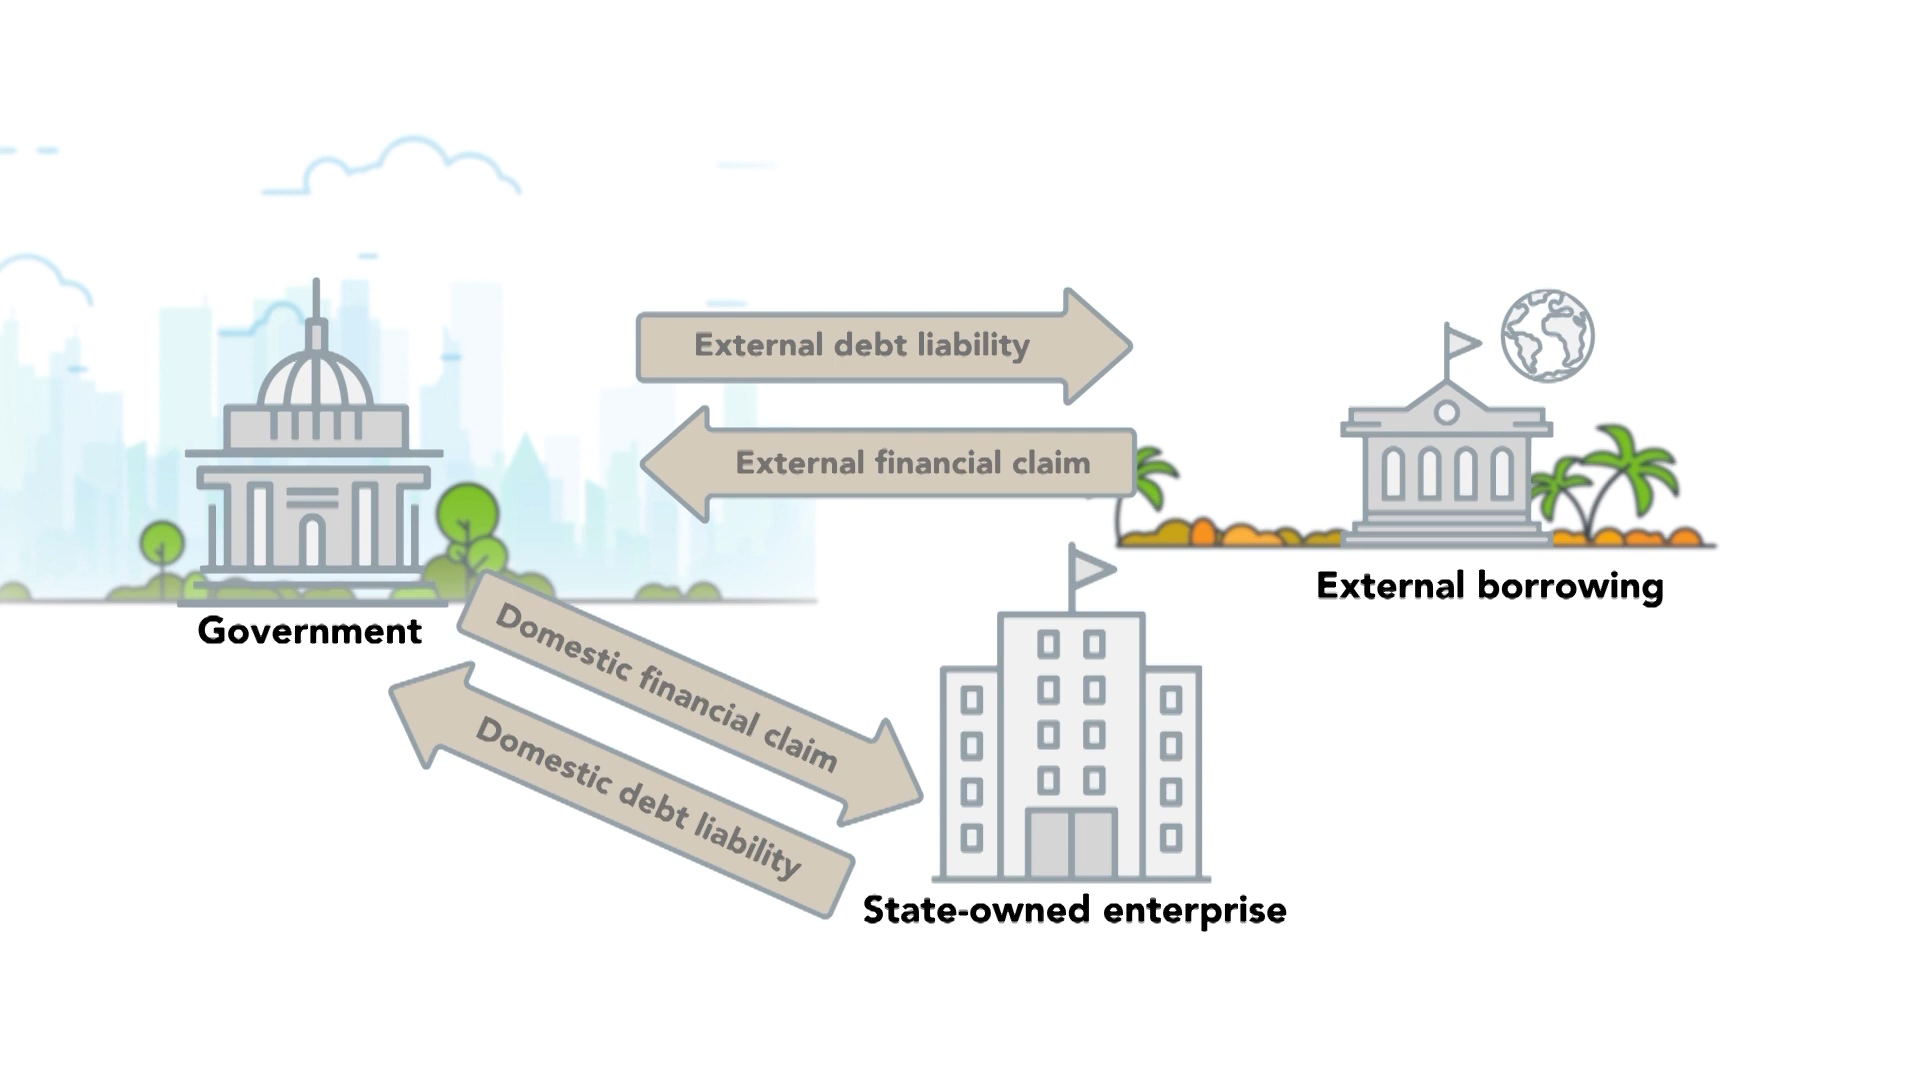 External debt liability
External financial claim
External borrowing
Government
Domestic financial claim
Domestic debt liability
State-owned enterprise